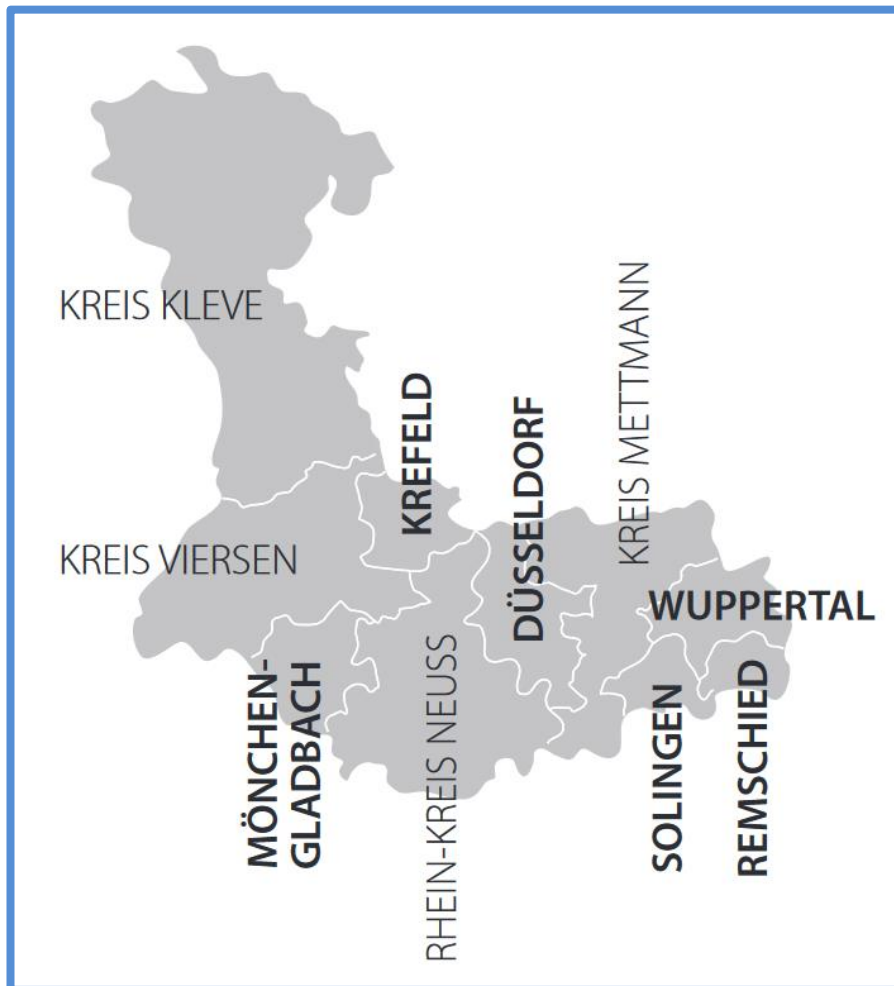 KREIS KLEVE
KREFELD
DÜSSELDORF
KREIS METTMANN
KREIS VIERSEN
WUPPERTAL
MÖNCHEN-
GLADBACH
RHEIN-KREIS NEUSS
SOLINGEN
REMSCHIED